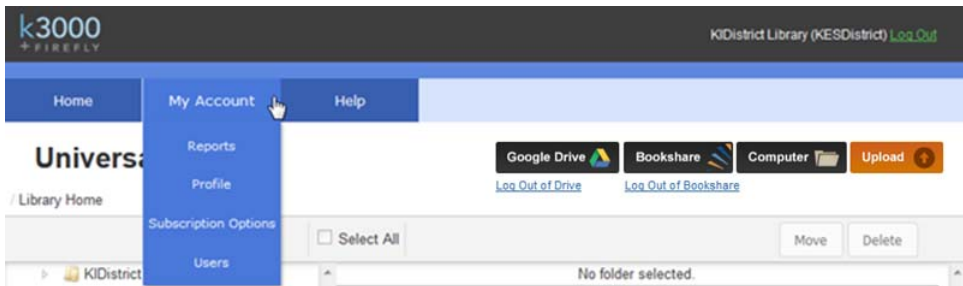 k3000
+FIREFLY
KIDistrict Library (KESDistrict) Log Out
Home My Account Help
Reports
Profile
Subscription Options
Users
Google Drive Bookshare Computer Upload
Log Out of Drive Log Out of Bookshare
/ Library Home
Select All Move Delete
KIDistrict No folder selected.